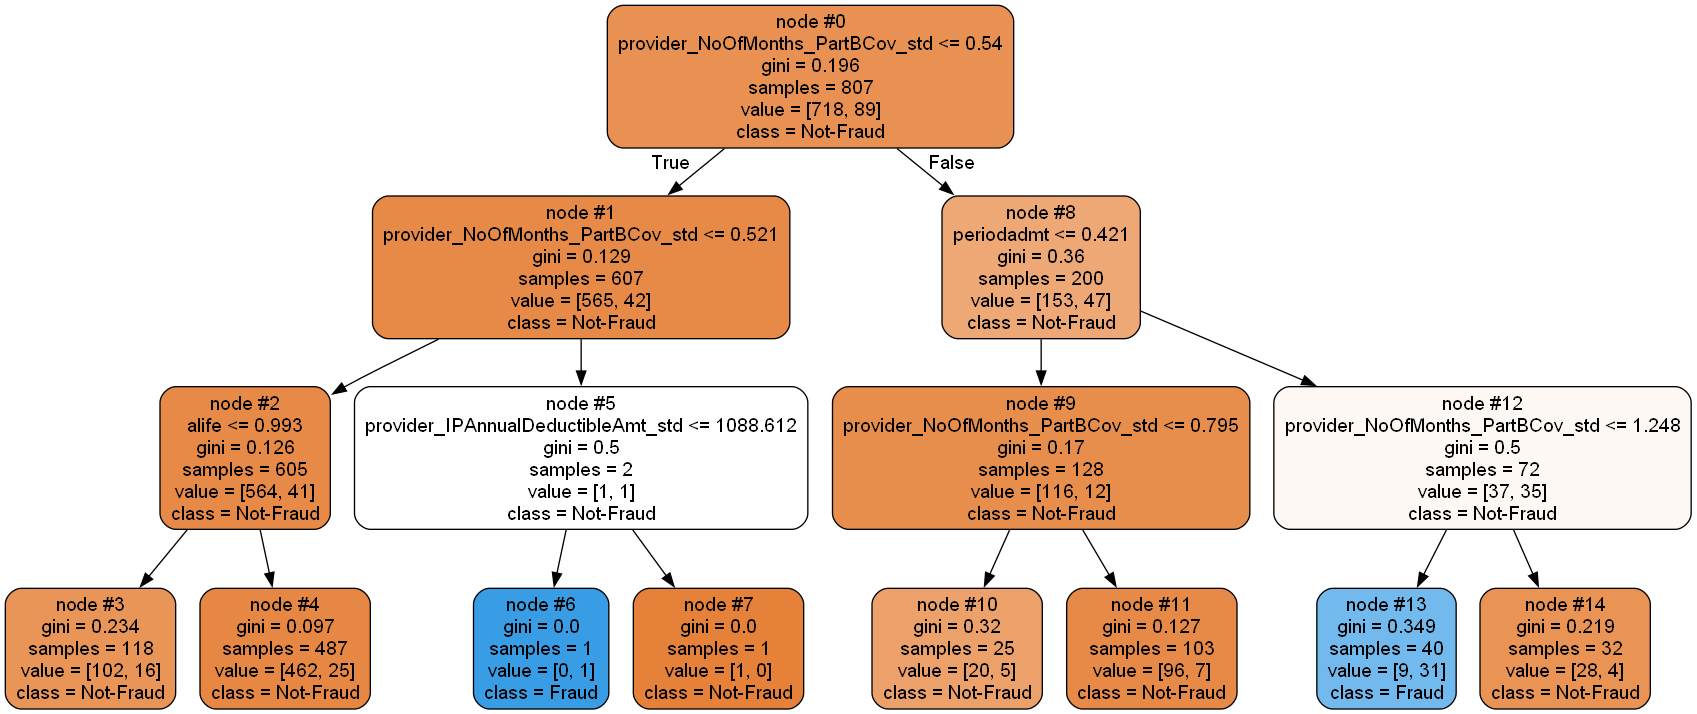 node #0
provider_NoOfMonths_PartBCov_std <= 0.54
gini = 0.196
samples = 807
value = [718, 89]
class = Not-Fraud
True
False
node #1
provider_NoOfMonths_PartBCov_std <= 0.521
gini = 0.129
samples = 607
value = [565, 42]
class = Not-Fraud
node #8
periodadmt <= 0.421
gini = 0.36
samples = 200
value = [153, 47]
class = Not-Fraud
node #2
alife <= 0.993
gini = 0.126
samples = 605
value = [564, 41]
class = Not-Fraud
node #5
provider_IPAnnualDeductibleAmt_std <= 1088.612
gini = 0.5
samples = 2
value = [1, 1]
class = Not-Fraud
node #9
provider_NoOfMonths_PartBCov_std <= 0.795
gini = 0.17
samples = 128
value = [116, 12]
class = Not-Fraud
node #12
provider_NoOfMonths_PartBCov_std <= 1.248
gini = 0.5
samples = 72
value = [37, 35]
class = Not-Fraud
node #3
gini = 0.234
samples = 118
value = [102, 16]
class = Not-Fraud
node #4
gini = 0.097
samples = 487
value = [462, 25]
class = Not-Fraud
node #6
gini = 0.0
samples = 1
value = [0, 1]
class = Fraud
node #7
gini = 0.0
samples = 1
value = [1, 0]
class = Not-Fraud
node #10
gini = 0.32
samples = 25
value = [20, 5]
class = Not-Fraud
node #11
gini = 0.127
samples = 103
value = [96, 7]
class = Not-Fraud
node #13
gini = 0.349
samples = 40
value = [9, 31]
class = Fraud
node #14
gini = 0.219
samples = 32
value = [28, 4]
class = Not-Fraud